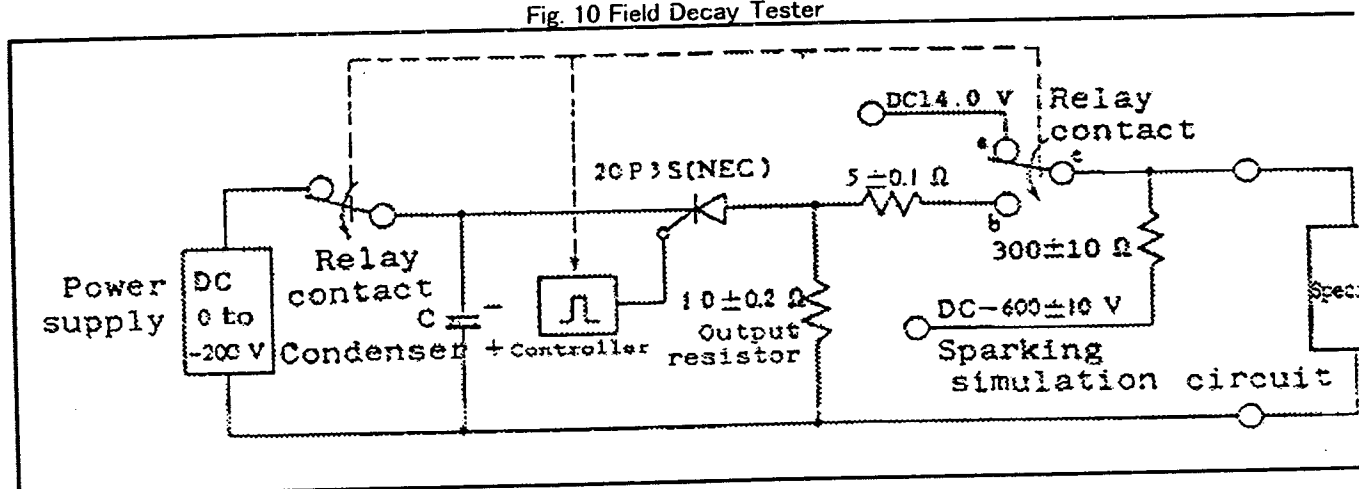 Fig. 10 Field Decay Tester
DC14.0 V
Relay
contact
a
c
b
20P3S(NEC)
5±0.1 Ω
300±10 Ω
Power
supply
DC
0 to
-200 V
Relay
contact
C
−
+
Condenser
Controller
10±0.2 Ω
Output
resistor
DC-600±10 V
Sparking
simulation circuit
Spec